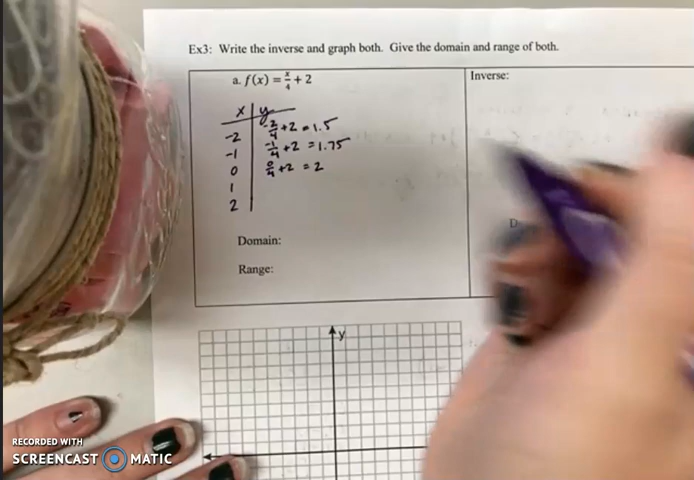 Ex3: Write the inverse and graph both. Give the domain and range of both.
a. f(x) = x/4 + 2
Inverse:
x y
-2 -2/4 +2 = 1.5
-1 -1/4 +2 = 1.75
0 0/4 +2 = 2
1
2
D
Domain:
Range:
y
RECORDED WITH
SCREENCAST MATIC